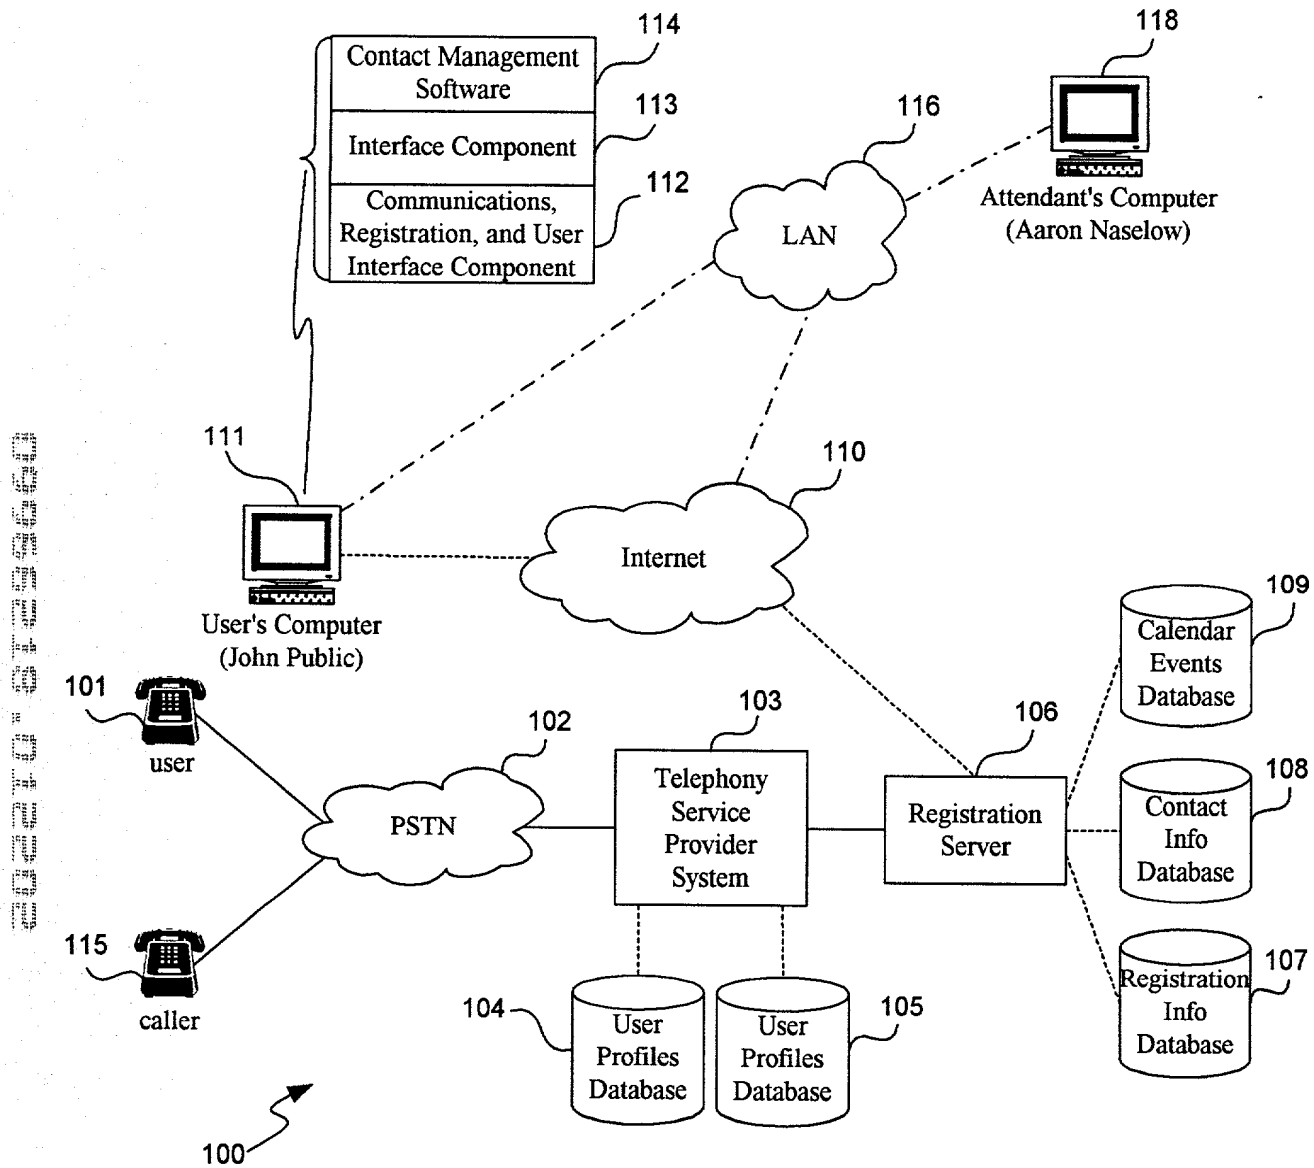 114
Contact Management
Software
113
Interface Component
112
Communications,
Registration, and User
Interface Component
118
Attendant's Computer
(Aaron Naselow)
116
LAN
111
User's Computer
(John Public)
110
Internet
109
Calendar
Events
Database
101
user
102
PSTN
103
Telephony
Service
Provider
System
106
Registration
Server
108
Contact
Info
Database
115
caller
104
User
Profiles
Database
105
User
Profiles
Database
107
Registration
Info
Database
100